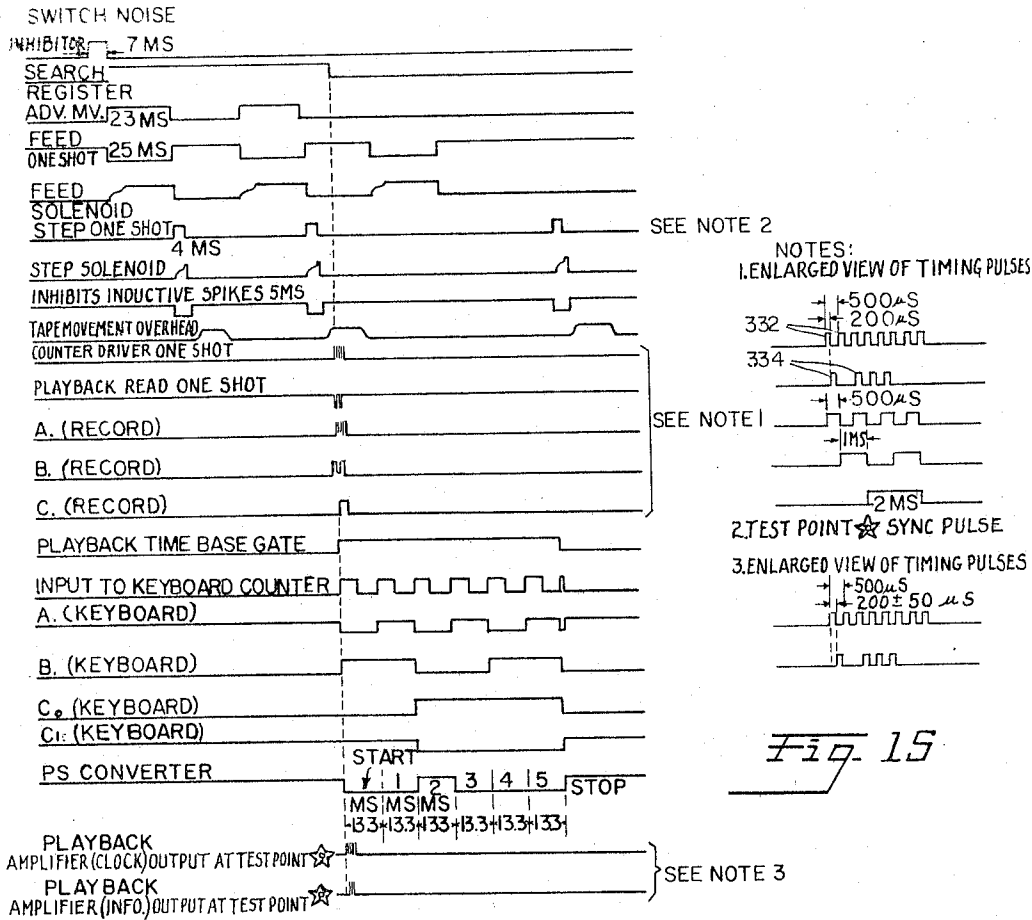 SWITCH NOISE
INHIBITOR 7 MS
SEARCH
REGISTER
ADV. MV. 23 MS
FEED
ONE SHOT 25 MS
FEED
SOLENOID
STEP ONE SHOT
4 MS
SEE NOTE 2
STEP SOLENOID
INHIBITS INDUCTIVE SPIKES 5MS
TAPE MOVEMENT OVERHEAD
COUNTER DRIVER ONE SHOT
PLAYBACK READ ONE SHOT
A. (RECORD)
SEE NOTE 1
B. (RECORD)
C. (RECORD)
PLAYBACK TIME BASE GATE
INPUT TO KEYBOARD COUNTER
A. (KEYBOARD)
B. (KEYBOARD)
C. (KEYBOARD)
C1: (KEYBOARD)
PS CONVERTER
START 1 2 3 4 5 STOP
MS MS MS
13.3 13.3 133 13.3 13.3 13.3
PLAYBACK
AMPLIFIER (CLOCK) OUTPUT AT TEST POINT
PLAYBACK
AMPLIFIER (INFO.) OUTPUT AT TEST POINT
SEE NOTE 3
NOTES:
1. ENLARGED VIEW OF TIMING PULSES
500μS
200μS
332
334
500μS
1MS
2 MS
2. TEST POINT SYNC PULSE
3. ENLARGED VIEW OF TIMING PULSES
500μS
200 ± 50 μS
Fig. 15